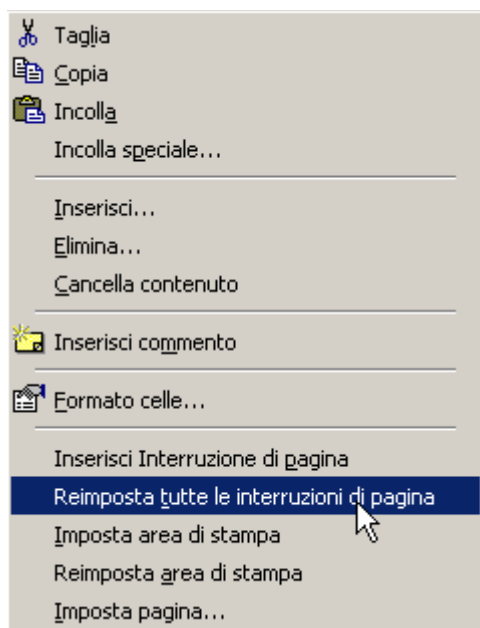 Taglia
Copia
Incolla
Incolla speciale...
Inserisci...
Elimina...
Cancella contenuto
Inserisci commento
Formato celle...
Inserisci Interruzione di pagina
Reimposta tutte le interruzioni di pagina
Imposta area di stampa
Reimposta area di stampa
Imposta pagina...